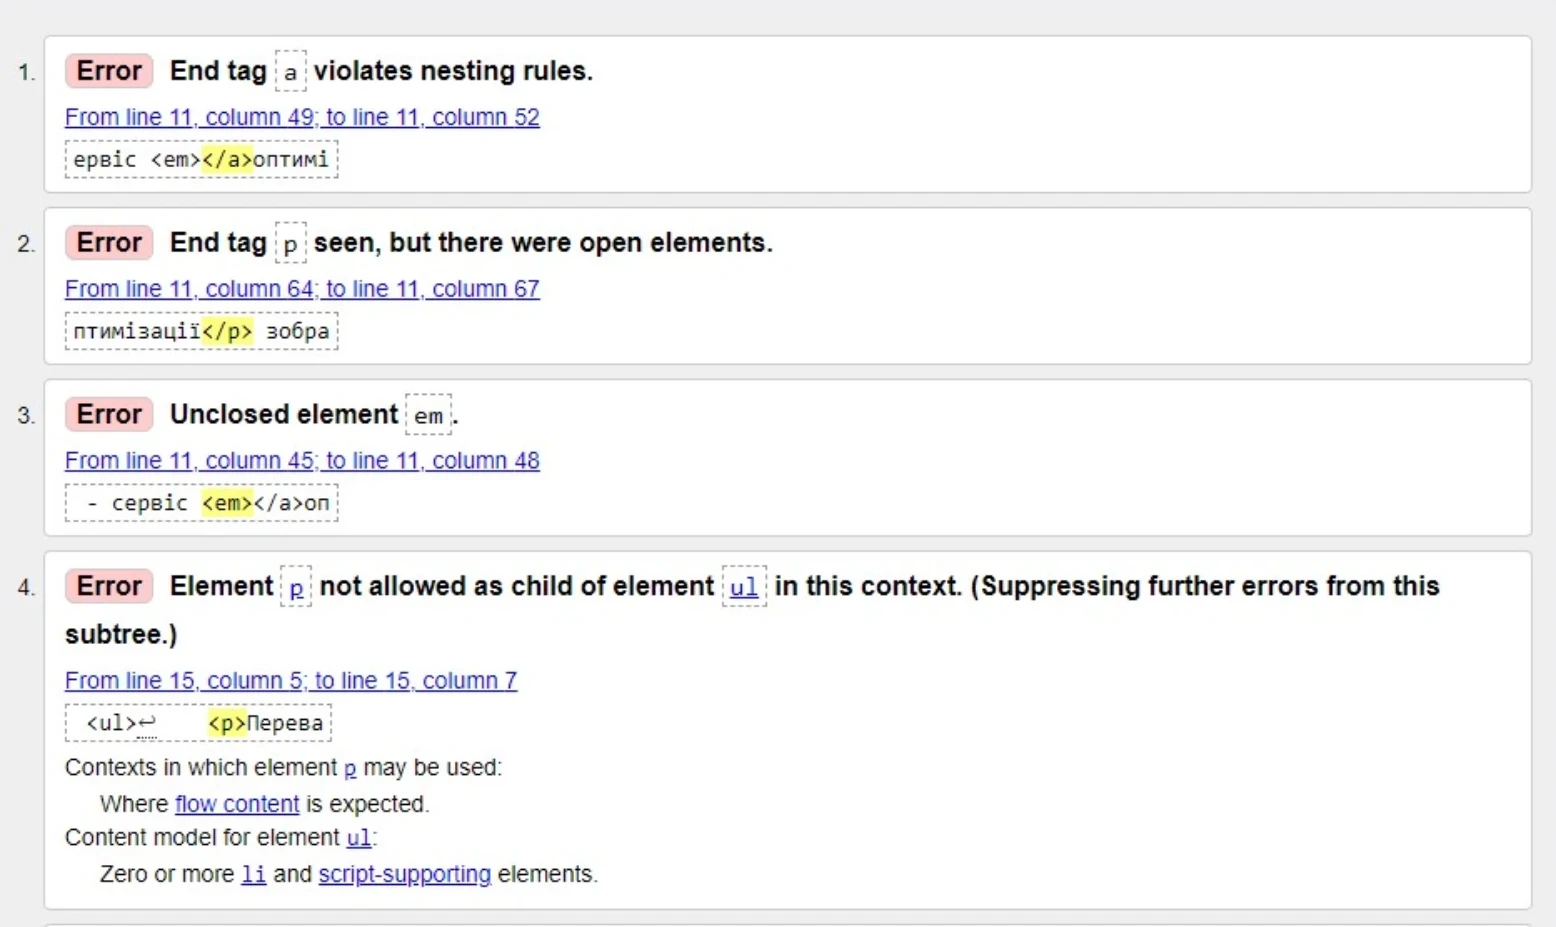 1. Error End tag a violates nesting rules.
From line 11, column 49; to line 11, column 52
ервіс <em></a>оптимі
2. Error End tag p seen, but there were open elements.
From line 11, column 64; to line 11, column 67
птимізації</p> зобра
3. Error Unclosed element em.
From line 11, column 45; to line 11, column 48
- сервіс <em></a>оп
4. Error Element p not allowed as child of element ul in this context. (Suppressing further errors from this
subtree.)
From line 15, column 5; to line 15, column 7
<ul>↩ <p>Перева
Contexts in which element p may be used:
Where flow content is expected.
Content model for element ul:
Zero or more li and script-supporting elements.